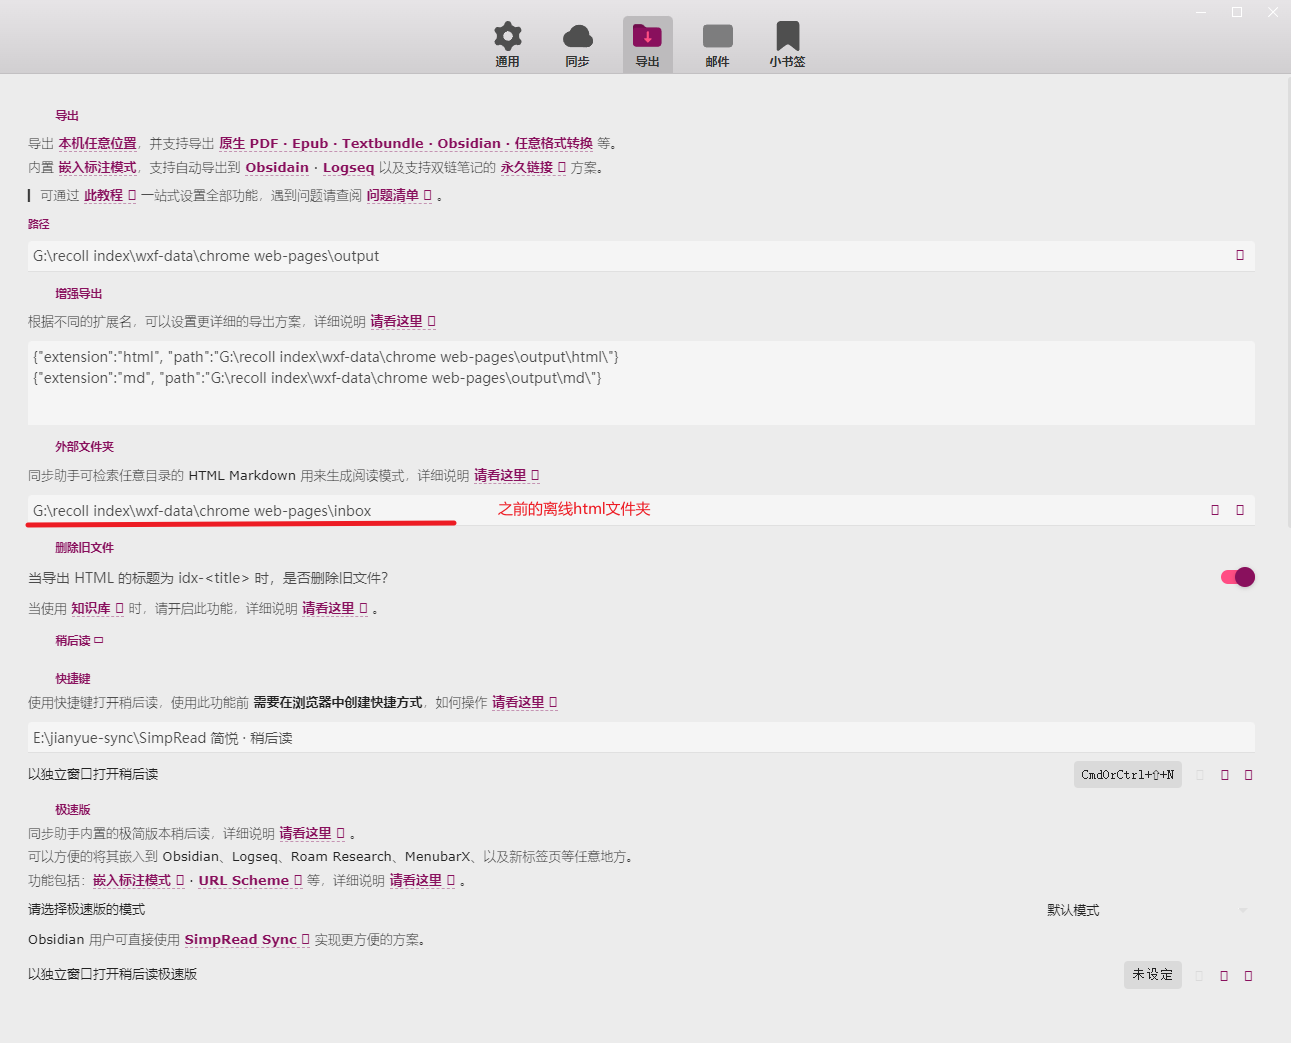 通用 同步 导出 邮件 小书签
导出
导出 本机任意位置，并支持导出 原生 PDF · Epub · Textbundle · Obsidian · 任意格式转换 等。
内置 嵌入标注模式，支持自动导出到 Obsidain · Logseq 以及支持双链笔记的 永久链接 方案。
可通过 此教程 一站式设置全部功能，遇到问题请查阅 问题清单 。
路径
G:\recoll index\wxf-data\chrome web-pages\output
增强导出
根据不同的扩展名，可以设置更详细的导出方案，详细说明 请看这里
{"extension":"html", "path":"G:\recoll index\wxf-data\chrome web-pages\output\html\"}
{"extension":"md", "path":"G:\recoll index\wxf-data\chrome web-pages\output\md\"}
外部文件夹
同步助手可检索任意目录的 HTML Markdown 用来生成阅读模式，详细说明 请看这里
G:\recoll index\wxf-data\chrome web-pages\inbox 之前的离线html文件夹
删除旧文件
当导出 HTML 的标题为 idx-<title> 时，是否删除旧文件？
当使用 知识库 时，请开启此功能，详细说明 请看这里 。
稍后读
快捷键
使用快捷键打开稍后读，使用此功能前 需要在浏览器中创建快捷方式，如何操作 请看这里
E:\jianyue-sync\SimpRead 简悦 · 稍后读
以独立窗口打开稍后读 CmdOrCtrl+⇧+N
极速版
同步助手内置的极简版本稍后读，详细说明 请看这里 。
可以方便的将其嵌入到 Obsidian、Logseq、Roam Research、MenubarX、以及新标签页等任意地方。
功能包括：嵌入标注模式 · URL Scheme 等，详细说明 请看这里 。
请选择极速版的模式 默认模式
Obsidian 用户可直接使用 SimpRead Sync 实现更方便的方案。
以独立窗口打开稍后读极速版 未设定